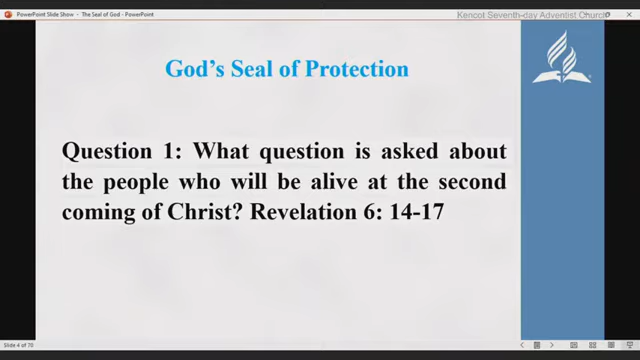 PowerPoint Slide Show - The Seal of God - PowerPoint
Kencot Seventh-day Adventist Church
God's Seal of Protection
Question 1: What question is asked about
the people who will be alive at the second
coming of Christ? Revelation 6: 14-17
Slide 4 of 70